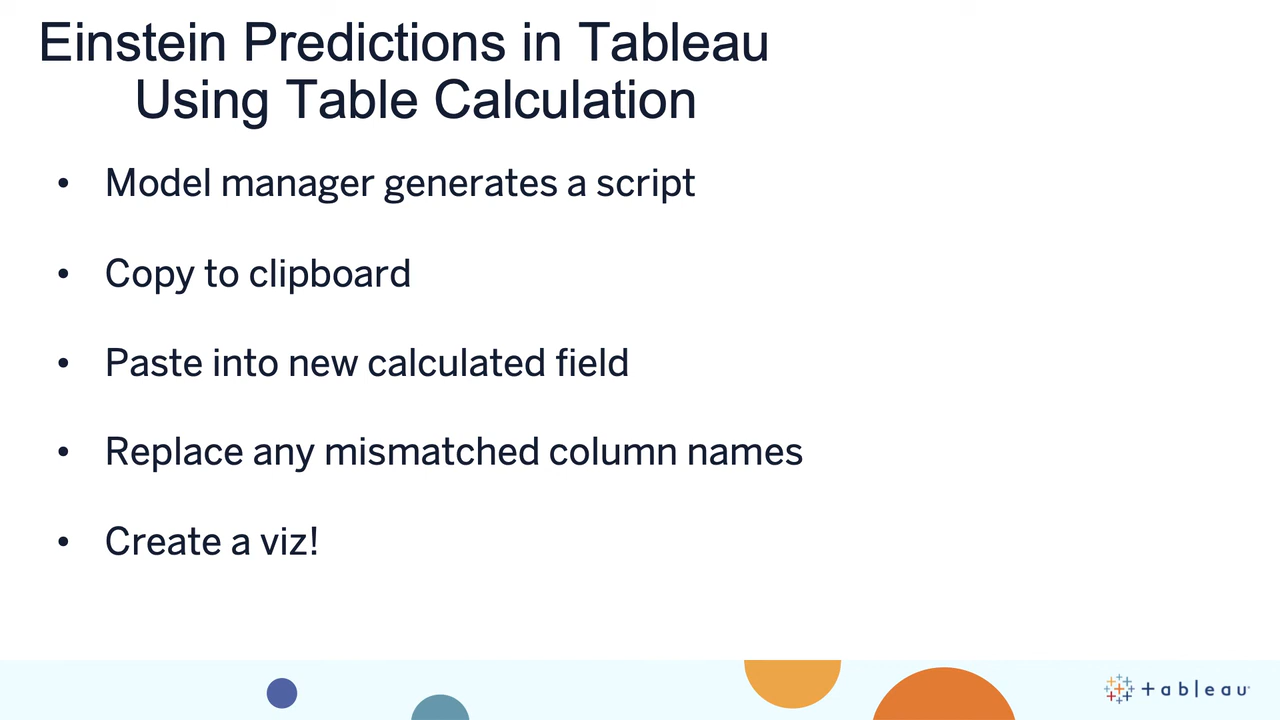 Einstein Predictions in Tableau
Using Table Calculation
• Model manager generates a script
• Copy to clipboard
• Paste into new calculated field
• Replace any mismatched column names
• Create a viz!
tableau